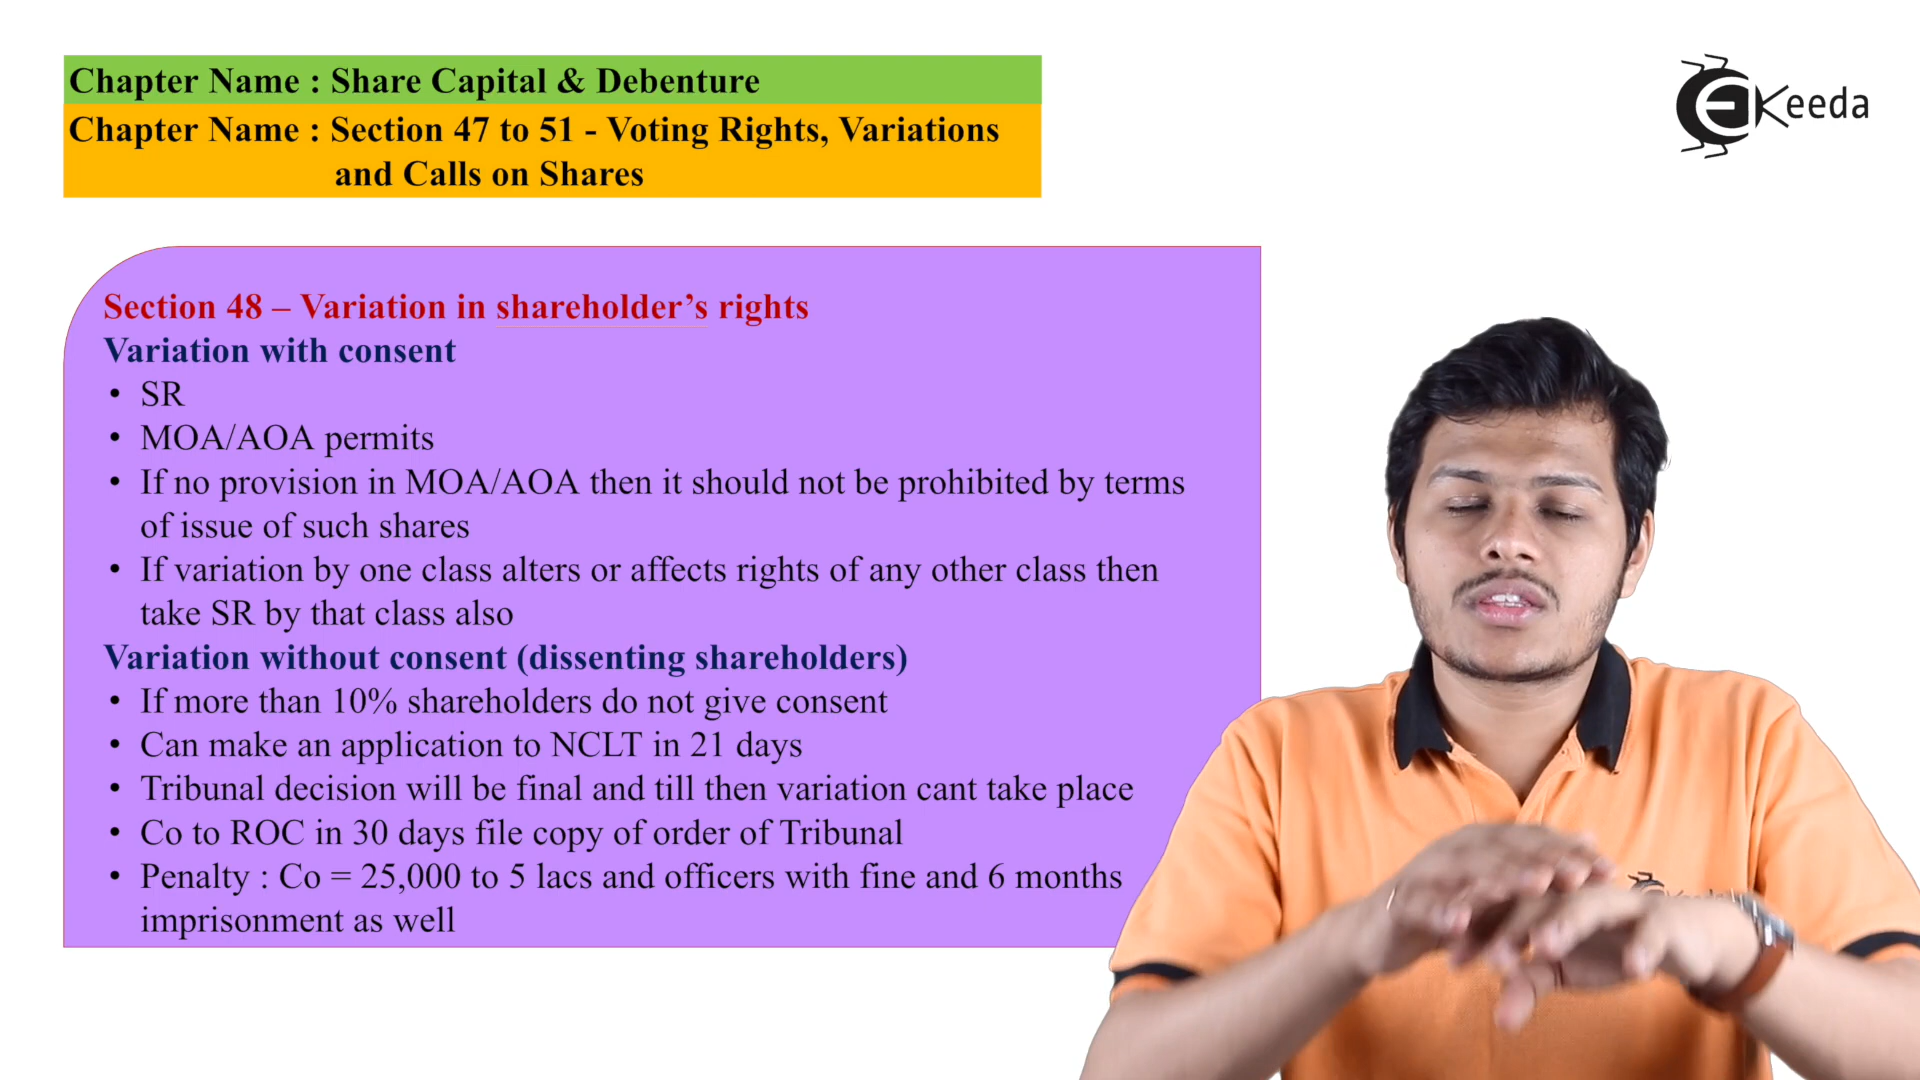 Chapter Name : Share Capital & Debenture
Chapter Name : Section 47 to 51 - Voting Rights, Variations
and Calls on Shares
Keeda
Section 48 – Variation in shareholder’s rights
Variation with consent
• SR
• MOA/AOA permits
• If no provision in MOA/AOA then it should not be prohibited by terms
of issue of such shares
• If variation by one class alters or affects rights of any other class then
take SR by that class also
Variation without consent (dissenting shareholders)
• If more than 10% shareholders do not give consent
• Can make an application to NCLT in 21 days
• Tribunal decision will be final and till then variation cant take place
• Co to ROC in 30 days file copy of order of Tribunal
• Penalty : Co = 25,000 to 5 lacs and officers with fine and 6 months
imprisonment as well